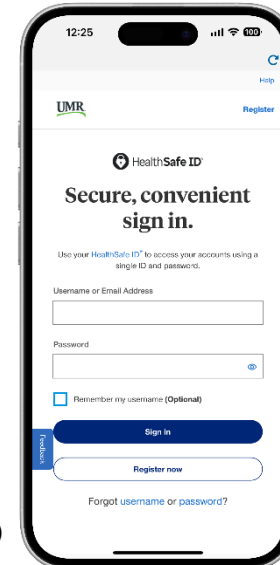 12:25
100
Help
UMR
Register
HealthSafe ID®
Secure, convenient
sign in.
Use your HealthSafe ID® to access your accounts using a
single ID and password.
Username or Email Address
Password
Remember my username (Optional)
Feedback
Sign in
Register now
Forgot username or password?